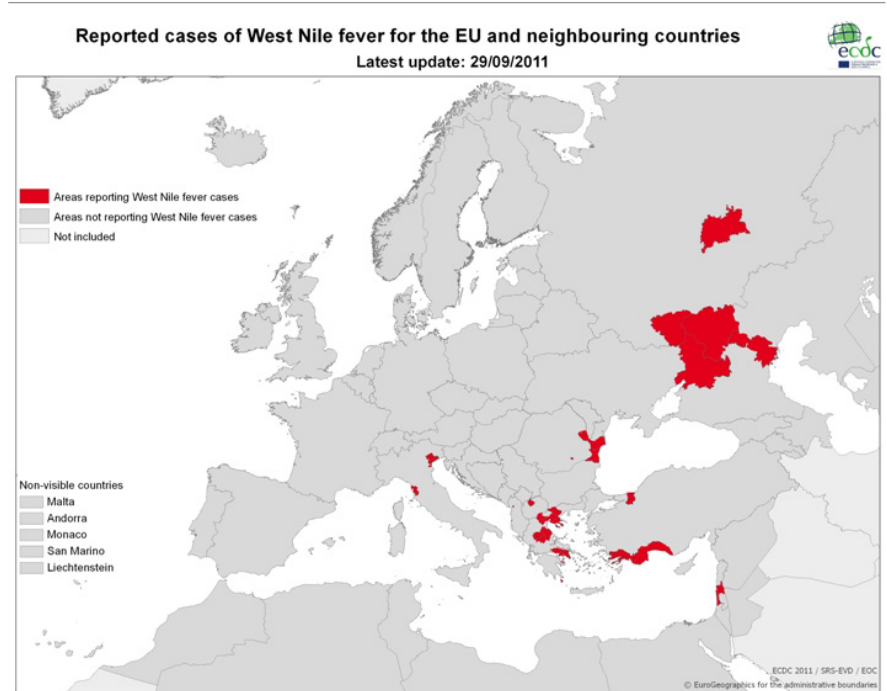 Reported cases of West Nile fever for the EU and neighbouring countries
Latest update: 29/09/2011
ecdc
Areas reporting West Nile fever cases
Areas not reporting West Nile fever cases
Not included
Non-visible countries
Malta
Andorra
Monaco
San Marino
Liechtenstein
ECDC 2011 / SRS-EVD / EOC
© EuroGeographics for the administrative boundaries